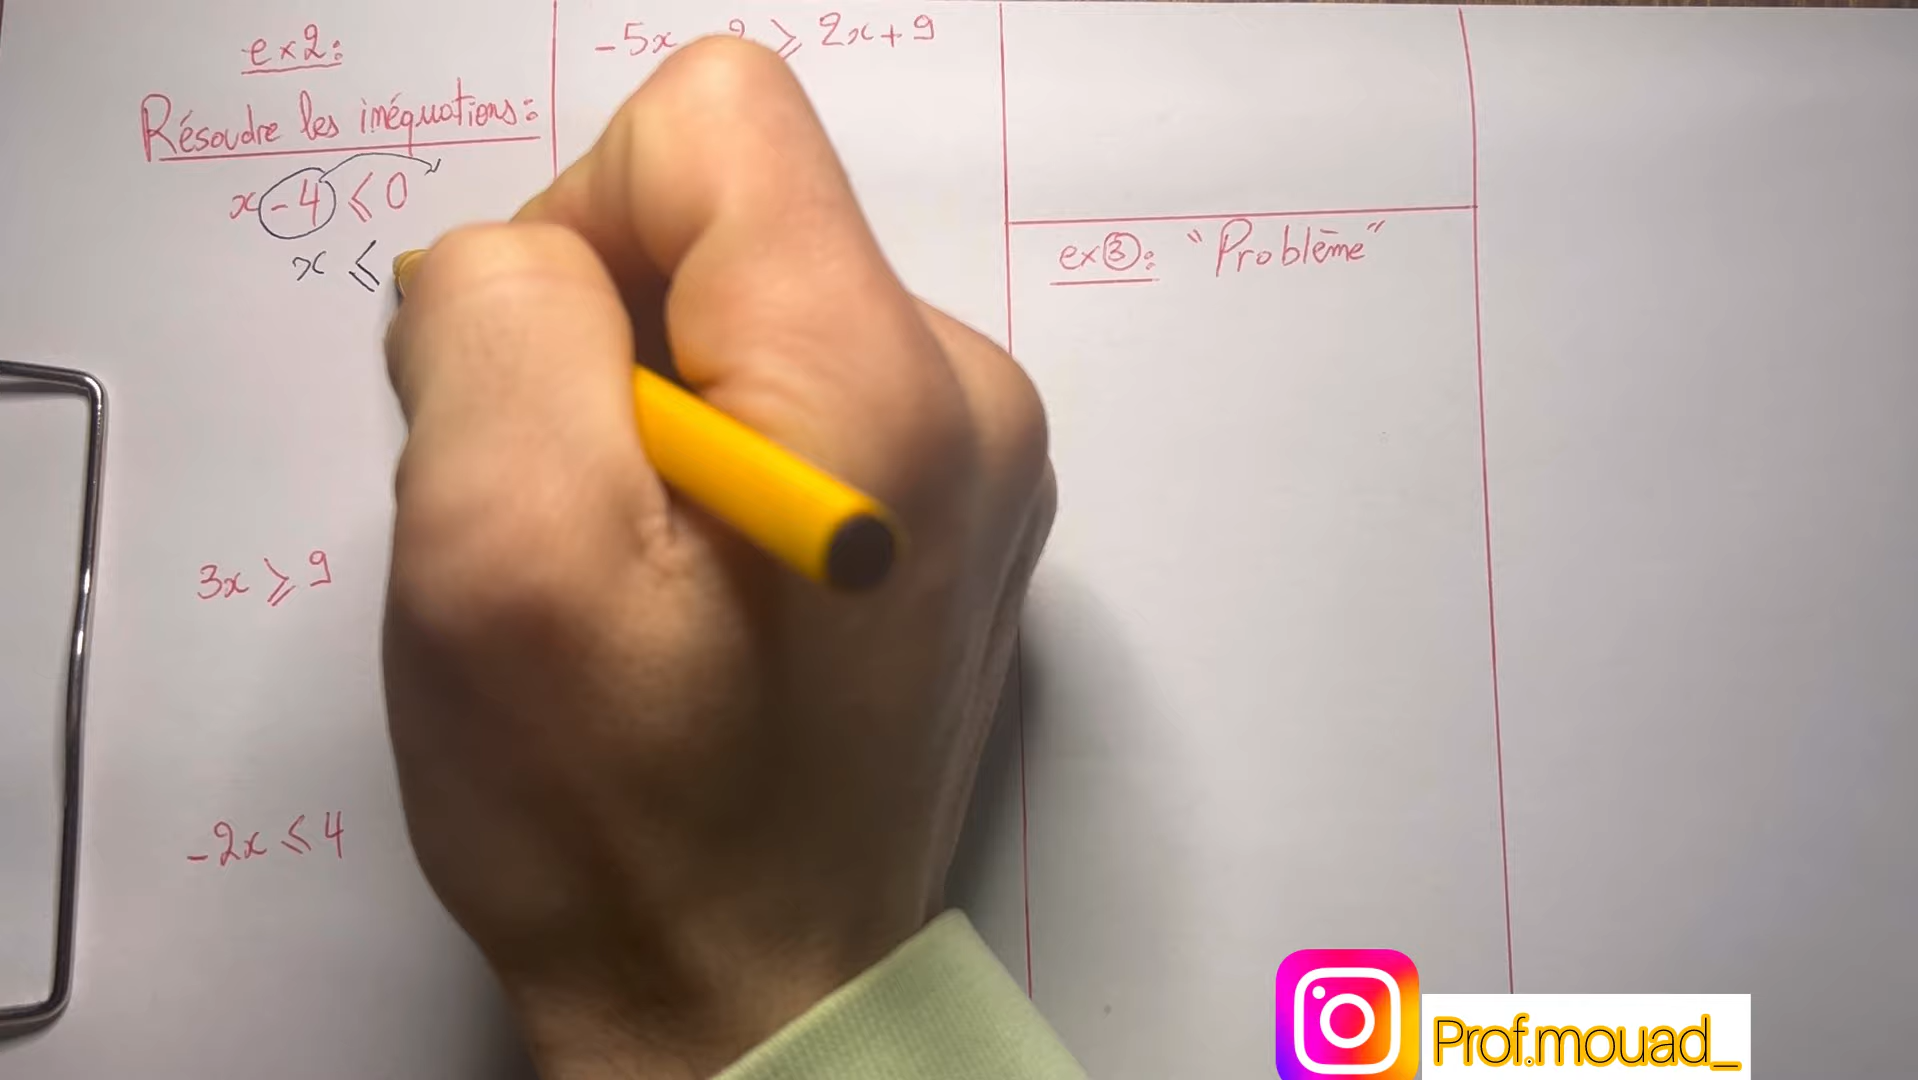 ex2:
Résoudre les inéquations:
x - 4 ⩽ 0
x ⩽
3x ⩾ 9
-2x ⩽ 4
-5x ⩾ 2x + 9
ex③: "Problème"
Prof.mouad_